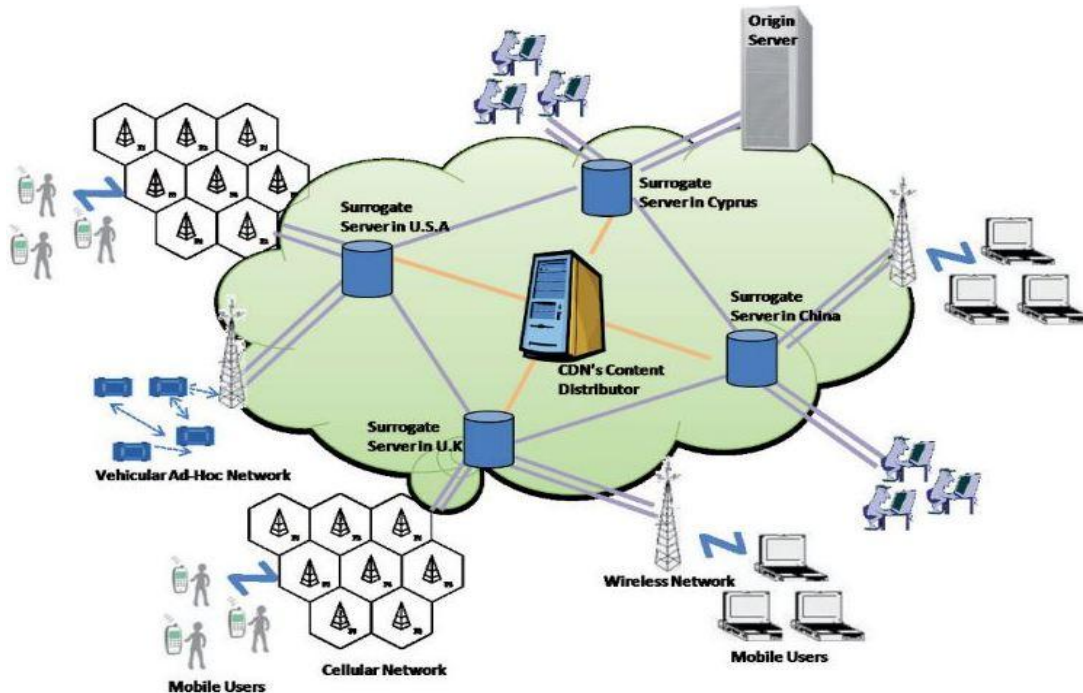 Origin
Server
Surrogate
Server in Cyprus
Surrogate
Server in U.S.A
Surrogate
Server in China
CDN's Content
Distributor
Surrogate
Server in U.K
Vehicular Ad-Hoc Network
Wireless Network
Cellular Network
Mobile Users
Mobile Users